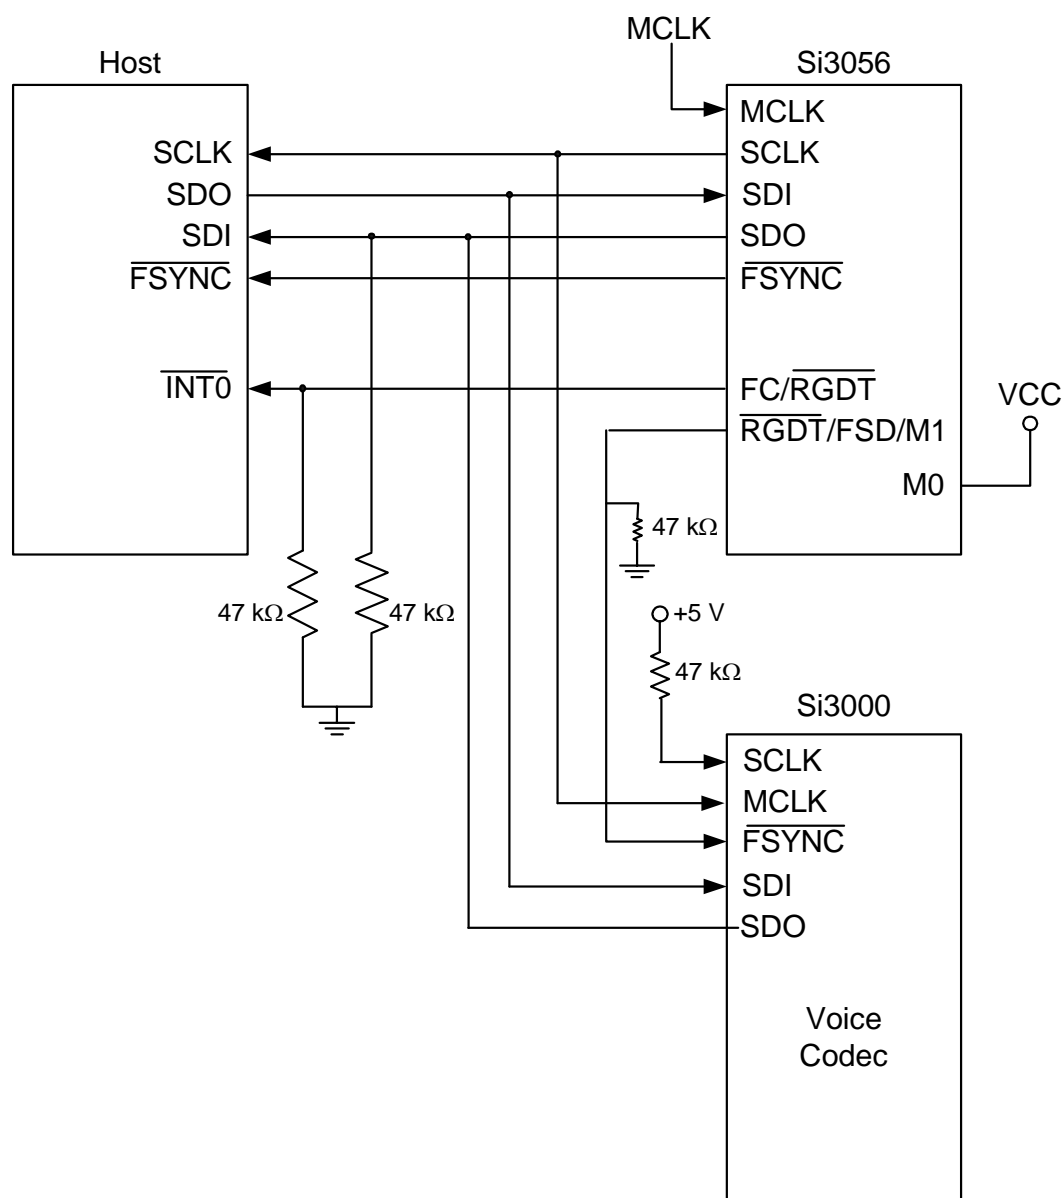 MCLK
Host
Si3056
MCLK
SCLK
SCLK
SDO
SDI
SDI
SDO
FSYNC
FSYNC
INT0
FC/RGDT
VCC
RGDT/FSD/M1
M0
47 kΩ
47 kΩ
47 kΩ
+5 V
47 kΩ
Si3000
SCLK
MCLK
FSYNC
SDI
SDO
Voice
Codec